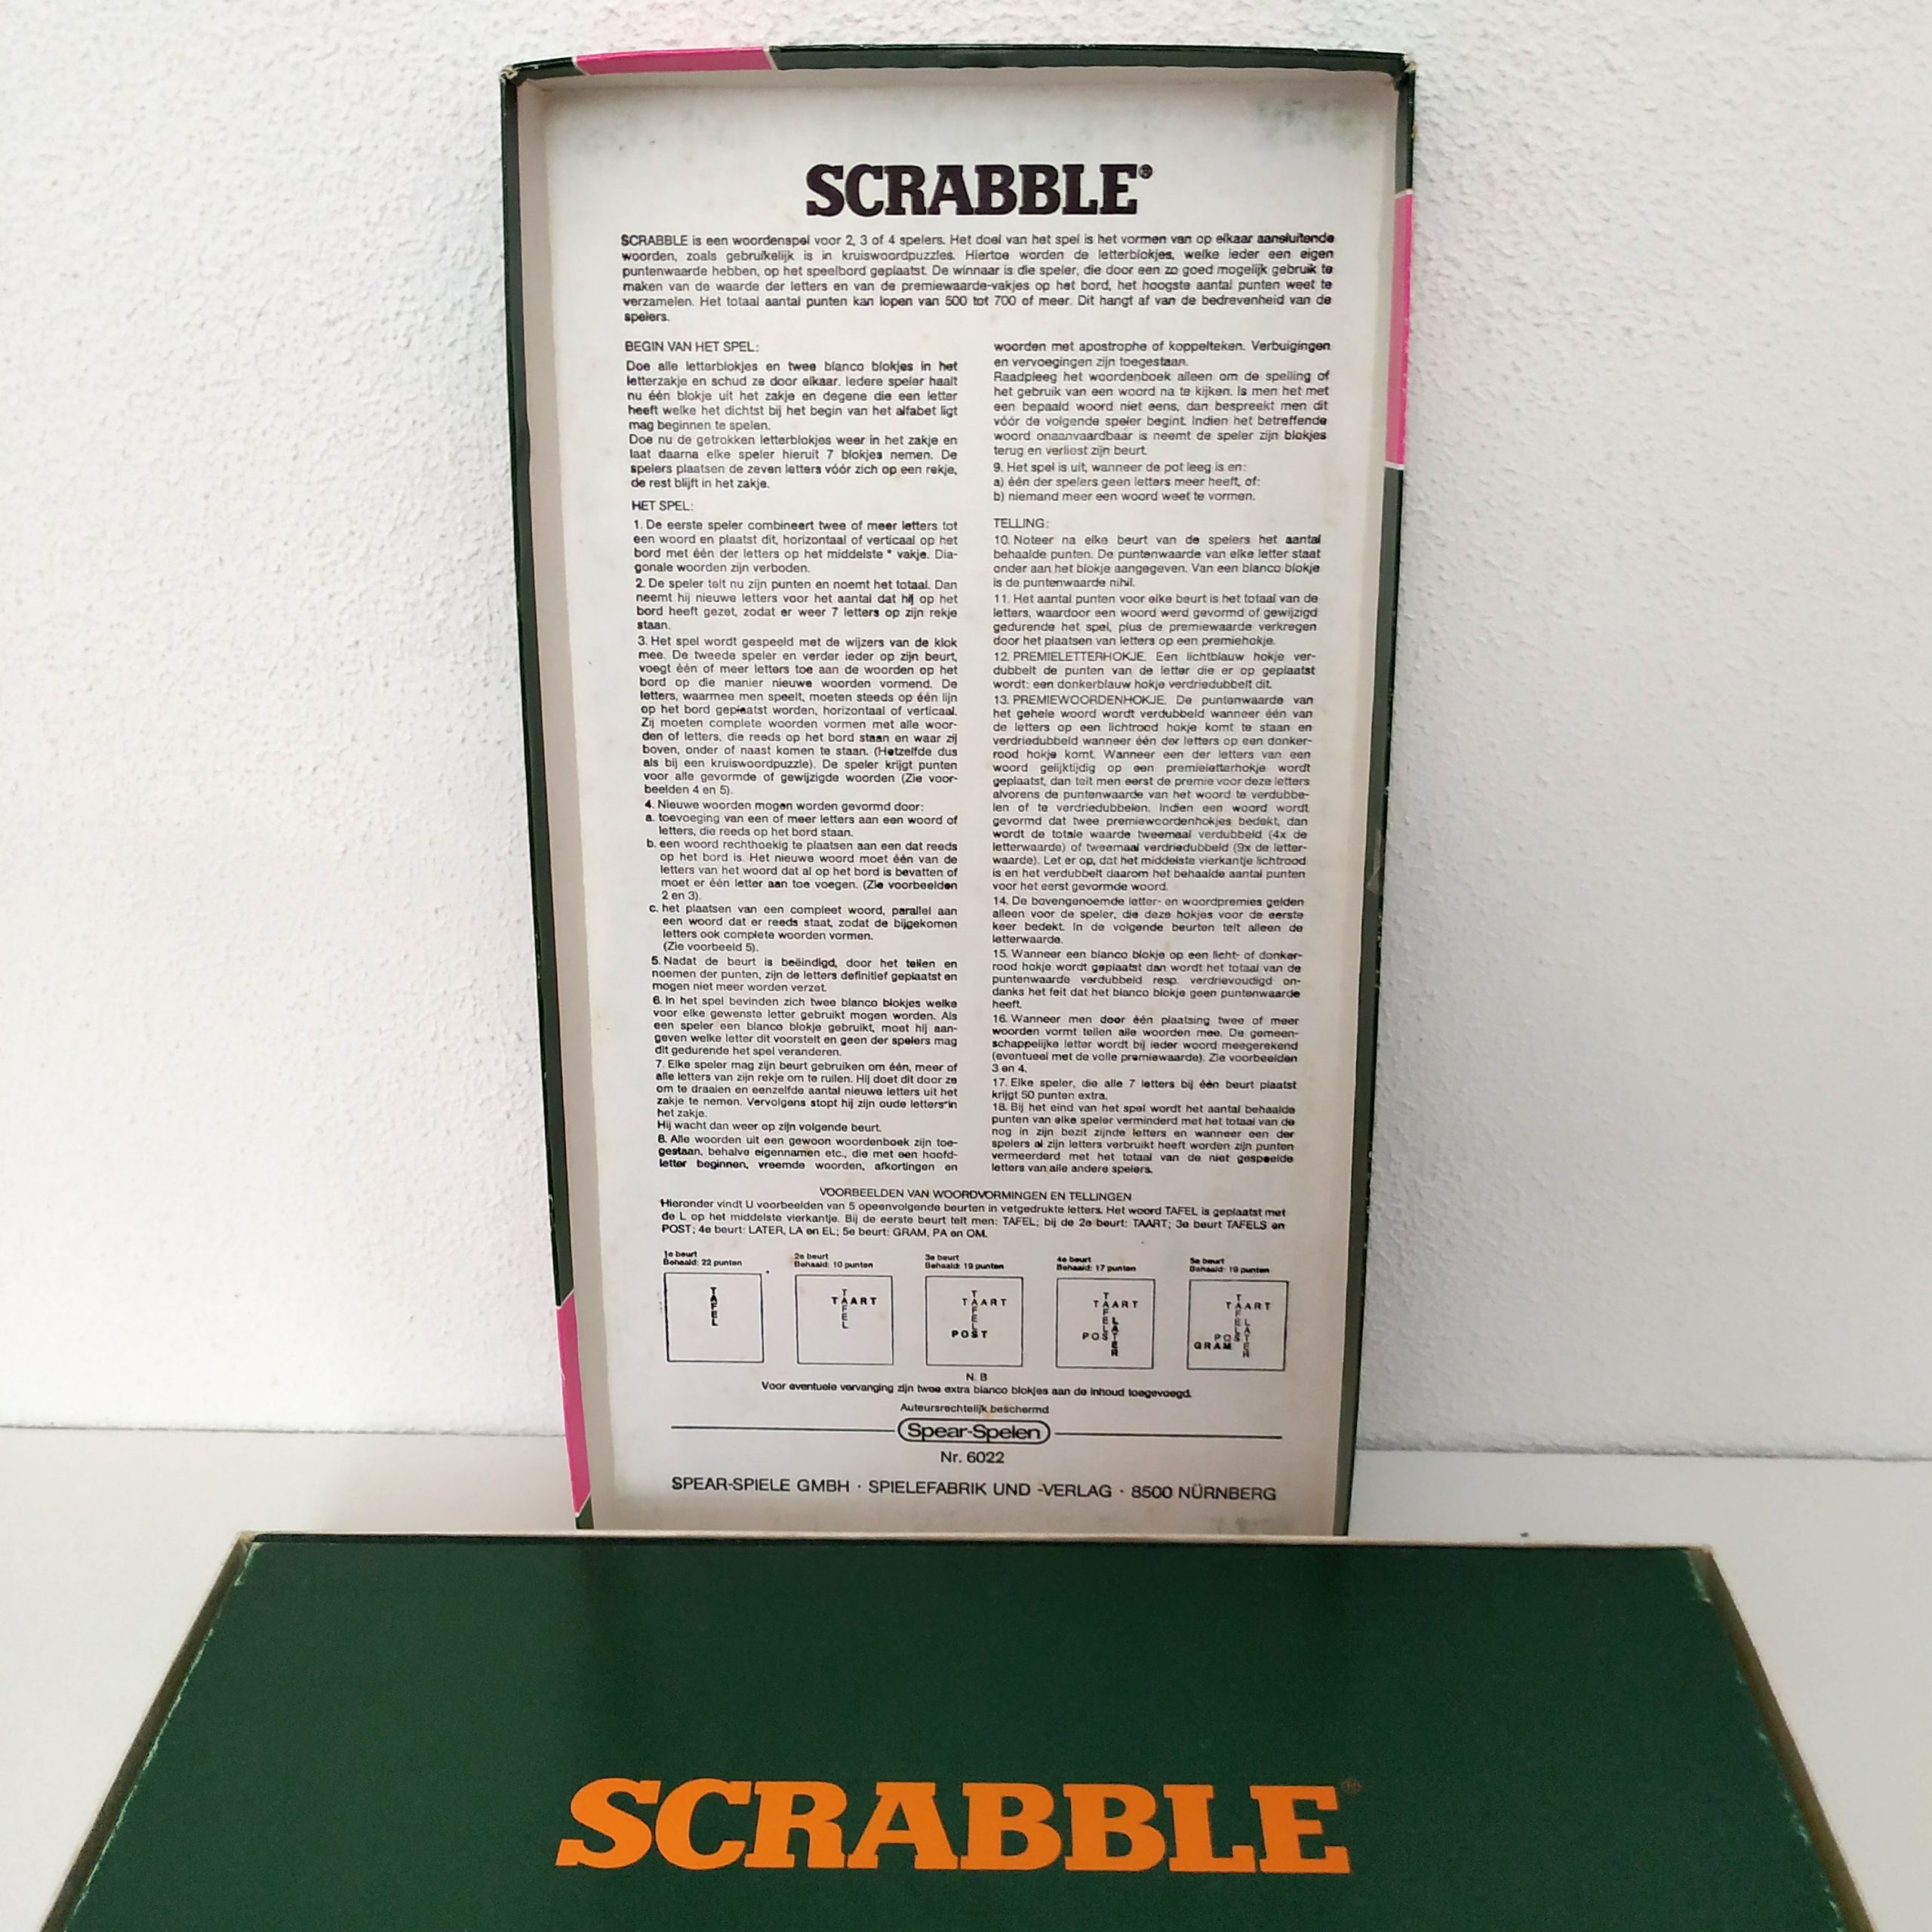 SCRABBLE®
SCRABBLE is een woordenspel voor 2, 3 of 4 spelers. Het doel van het spel is het vormen van op elkaar aansluitende
woorden, zoals gebruikelijk is in kruiswoordpuzzles. Hiertoe worden de letterblokjes, welke ieder een eigen
puntenwaarde hebben, op het speelbord geplaatst. De winnaar is die speler, die door een zo goed mogelijk gebruik te
maken van de waarde der letters en van de premiewaarde-vakjes op het bord, het hoogste aantal punten weet te
verzamelen. Het totaal aantal punten kan lopen van 500 tot 700 of meer. Dit hangt af van de bedrevenheid van de
spelers.
BEGIN VAN HET SPEL:
Doe alle letterblokjes en twee blanco blokjes in het
letterzakje en schud ze door elkaar. Iedere speler haalt
nu één blokje uit het zakje en degene die een letter
heeft welke het dichtst bij het begin van het alfabet ligt
mag beginnen te spelen.
Doe nu de getrokken letterblokjes weer in het zakje en
laat daarna elke speler hieruit 7 blokjes nemen. De
spelers plaatsen de zeven letters vóór zich op een rekje,
de rest blijft in het zakje.
HET SPEL:
1. De eerste speler combineert twee of meer letters tot
een woord en plaatst dit, horizontaal of verticaal op het
bord met één der letters op het middelste * vakje. Dia-
gonale woorden zijn verboden.
2. De speler telt nu zijn punten en noemt het totaal. Dan
neemt hij nieuwe letters voor het aantal dat hij op het
bord heeft gezet, zodat er weer 7 letters op zijn rekje
staan.
3. Het spel wordt gespeeld met de wijzers van de klok
mee. De tweede speler en verder ieder op zijn beurt,
voegt één of meer letters toe aan de woorden op het
bord op die manier nieuwe woorden vormend. De
letters, waarmee men speelt, moeten steeds op één lijn
op het bord geplaatst worden, horizontaal of verticaal.
Zij moeten complete woorden vormen met alle woor-
den of letters, die reeds op het bord staan en waar zij
boven, onder of naast komen te staan. (Hetzelfde dus
als bij een kruiswoordpuzzle). De speler krijgt punten
voor alle gevormde of gewijzigde woorden (Zie voor-
beelden 4 en 5).
4. Nieuwe woorden mogen worden gevormd door:
a. toevoeging van een of meer letters aan een woord of
letters, die reeds op het bord staan.
b. een woord rechthoekig te plaatsen aan een dat reeds
op het bord is. Het nieuwe woord moet één van de
letters van het woord dat al op het bord is bevatten of
moet er één letter aan toe voegen. (Zie voorbeelden
2 en 3).
c. het plaatsen van een compleet woord, parallel aan
een woord dat er reeds staat, zodat de bijgekomen
letters ook complete woorden vormen.
(Zie voorbeeld 5).
5. Nadat de beurt is beëindigd, door het tellen en
noemen der punten, zijn de letters definitief geplaatst en
mogen niet meer worden verzet.
6. In het spel bevinden zich twee blanco blokjes welke
voor elke gewenste letter gebruikt mogen worden. Als
een speler een blanco blokje gebruikt, moet hij aan-
geven welke letter dit voorstelt en geen der spelers mag
dit gedurende het spel veranderen.
7. Elke speler mag zijn beurt gebruiken om één, meer of
alle letters van zijn rekje om te ruilen. Hij doet dit door ze
om te draaien en eenzelfde aantal nieuwe letters uit het
zakje te nemen. Vervolgens stopt hij zijn oude letters in
het zakje.
Hij wacht dan weer op zijn volgende beurt.
8. Alle woorden uit een gewoon woordenboek zijn toe-
gestaan, behalve eigennamen etc., die met een hoofd-
letter beginnen, vreemde woorden, afkortingen en
woorden met apostrophe of koppelteken. Verbuigingen
en vervoegingen zijn toegestaan.
Raadpleeg het woordenboek alleen om de spelling of
het gebruik van een woord na te kijken. Is men het met
een bepaald woord niet eens, dan bespreekt men dit
vóór de volgende speler begint. Indien het betreffende
woord onaanvaardbaar is neemt de speler zijn blokjes
terug en verliest zijn beurt.
9. Het spel is uit, wanneer de pot leeg is en:
a) één der spelers geen letters meer heeft, of:
b) niemand meer een woord weet te vormen.
TELLING:
10. Noteer na elke beurt van de spelers het aantal
behaalde punten. De puntenwaarde van elke letter staat
onder aan het blokje aangegeven. Van een blanco blokje
is de puntenwaarde nihil.
11. Het aantal punten voor elke beurt is het totaal van de
letters, waardoor een woord werd gevormd of gewijzigd
gedurende het spel, plus de premiewaarde verkregen
door het plaatsen van letters op een premiehokje.
12. PREMIELETTERHOKJE. Een lichtblauw hokje ver-
dubbelt de punten van de letter die er op geplaatst
wordt; een donkerblauw hokje verdriedubbelt dit.
13. PREMIEWOORDENHOKJE. De puntenwaarde van
het gehele woord wordt verdubbeld wanneer één van
de letters op een lichtrood hokje komt te staan en
verdriedubbeld wanneer één der letters op een donker-
rood hokje komt. Wanneer een der letters van een
woord gelijktijdig op een premieletterhokje wordt
geplaatst, dan telt men eerst de premie voor deze letters
alvorens de puntenwaarde van het woord te verdubbe-
len of te verdriedubbelen. Indien een woord wordt
gevormd dat twee premiewoordenhokjes bedekt, dan
wordt de totale waarde tweemaal verdubbeld (4x de
letterwaarde) of tweemaal verdriedubbeld (9x de letter-
waarde). Let er op, dat het middelste vierkantje lichtrood
is en het verdubbelt daarom het behaalde aantal punten
voor het eerst gevormde woord.
14. De bovengenoemde letter- en woordpremies gelden
alleen voor de speler, die deze hokjes voor de eerste
keer bedekt. In de volgende beurten telt alleen de
letterwaarde.
15. Wanneer een blanco blokje op een licht- of donker-
rood hokje wordt geplaatst dan wordt het totaal van de
puntenwaarde verdubbeld resp. verdrievoudigd on-
danks het feit dat het blanco blokje geen puntenwaarde
heeft.
16. Wanneer men door één plaatsing twee of meer
woorden vormt tellen alle woorden mee. De gemeen-
schappelijke letter wordt bij ieder woord meegerekend
(eventueel met de volle premiewaarde). Zie voorbeelden
3 en 4.
17. Elke speler, die alle 7 letters bij één beurt plaatst
krijgt 50 punten extra.
18. Bij het eind van het spel wordt het aantal behaalde
punten van elke speler verminderd met het totaal van de
nog in zijn bezit zijnde letters en wanneer een der
spelers al zijn letters verbruikt heeft worden zijn punten
vermeerderd met het totaal van de niet gespeelde
letters van alle andere spelers.
VOORBEELDEN VAN WOORDVORMINGEN EN TELLINGEN
Hieronder vindt U voorbeelden van 5 opeenvolgende beurten in vetgedrukte letters. Het woord TAFEL is geplaatst met
de L op het middelste vierkantje. Bij de eerste beurt telt men: TAFEL; bij de 2e beurt: TAART; 3e beurt TAFELS en
POST; 4e beurt: LATER, LA en EL; 5e beurt: GRAM, PA en OM.
1e beurt
Behaald: 22 punten
TAFEL
2e beurt
Behaald: 10 punten
TAART
FEL
3e beurt
Behaald: 19 punten
TAART
FEL
POST
4e beurt
Behaald: 17 punten
TAART
FEL
POS
LATER
5e beurt
Behaald: 19 punten
TAART
FEL
POS
LATER
GRAM
N. B
Voor eventuele vervanging zijn twee extra blanco blokjes aan de inhoud toegevoegd.
Auteursrechtelijk beschermd
Spear-Spelen
Nr. 6022
SPEAR-SPIELE GMBH · SPIELEFABRIK UND -VERLAG · 8500 NÜRNBERG
SCRABBLE®